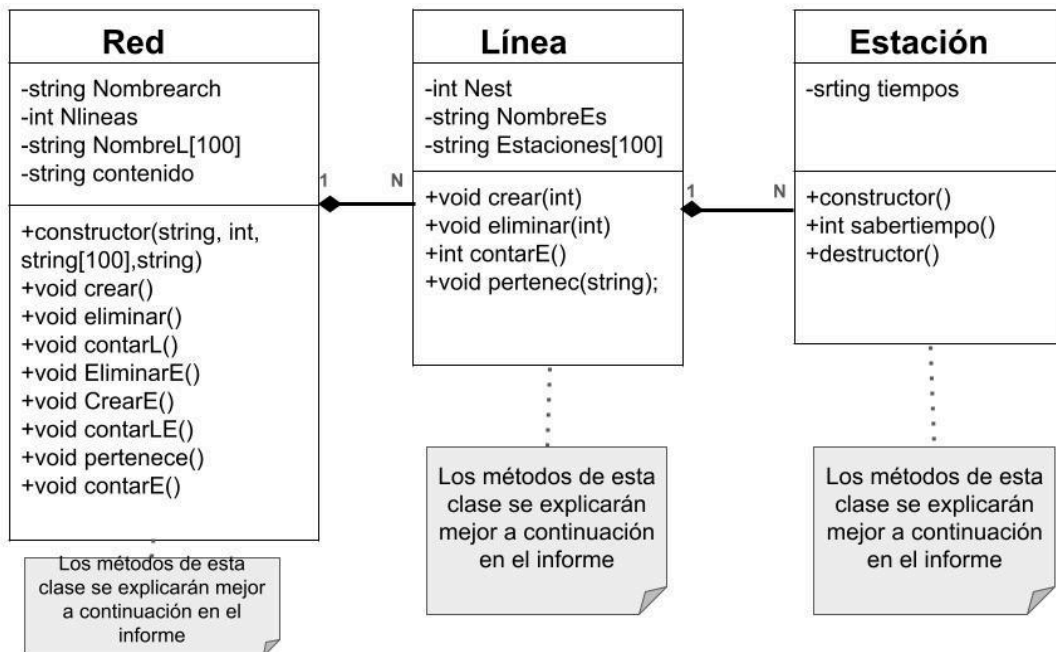 Red
-string Nombrearch
-int Nlineas
-string NombreL[100]
-string contenido
+constructor(string, int,
string[100],string)
+void crear()
+void eliminar()
+void contarL()
+void EliminarE()
+void CrearE()
+void contarLE()
+void pertenece()
+void contarE()
Los métodos de esta
clase se explicarán mejor
a continuación en el
informe
1
N
Línea
-int Nest
-string NombreEs
-string Estaciones[100]
+void crear(int)
+void eliminar(int)
+int contarE()
+void pertenec(string);
Los métodos de esta
clase se explicarán
mejor a continuación
en el informe
1
N
Estación
-srting tiempos
+constructor()
+int sabertiempo()
+destructor()
Los métodos de esta
clase se explicarán
mejor a continuación
en el informe